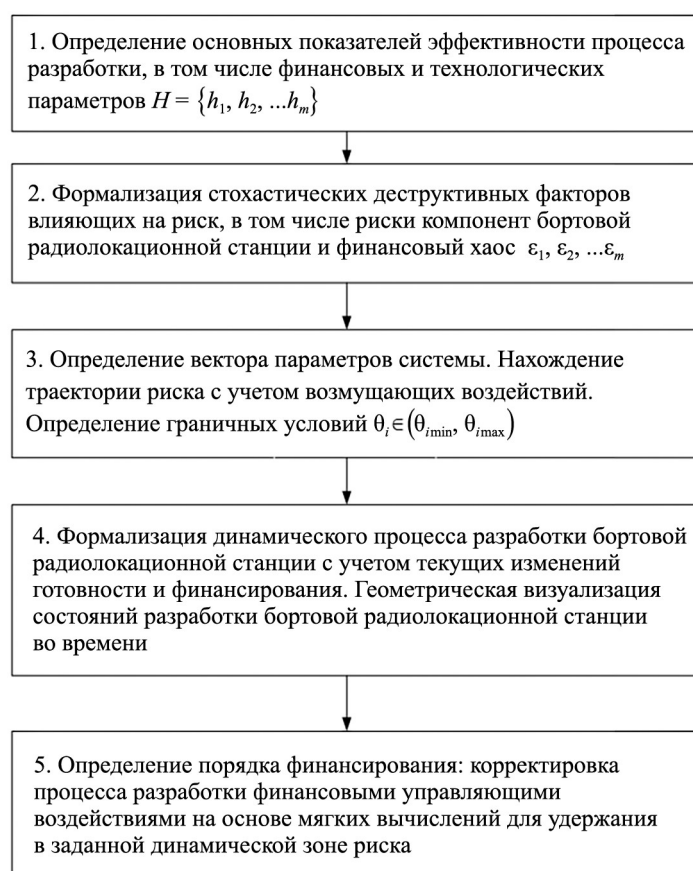 1. Определение основных показателей эффективности процесса
разработки, в том числе финансовых и технологических
параметров H = {h₁, h₂, ...hₘ}
2. Формализация стохастических деструктивных факторов
влияющих на риск, в том числе риски компонент бортовой
радиолокационной станции и финансовый хаос ε₁, ε₂, ...εₘ
3. Определение вектора параметров системы. Нахождение
траектории риска с учетом возмущающих воздействий.
Определение граничных условий θᵢ∈(θᵢmin, θᵢmax)
4. Формализация динамического процесса разработки бортовой
радиолокационной станции с учетом текущих изменений
готовности и финансирования. Геометрическая визуализация
состояний разработки бортовой радиолокационной станции
во времени
5. Определение порядка финансирования: корректировка
процесса разработки финансовыми управляющими
воздействиями на основе мягких вычислений для удержания
в заданной динамической зоне риска